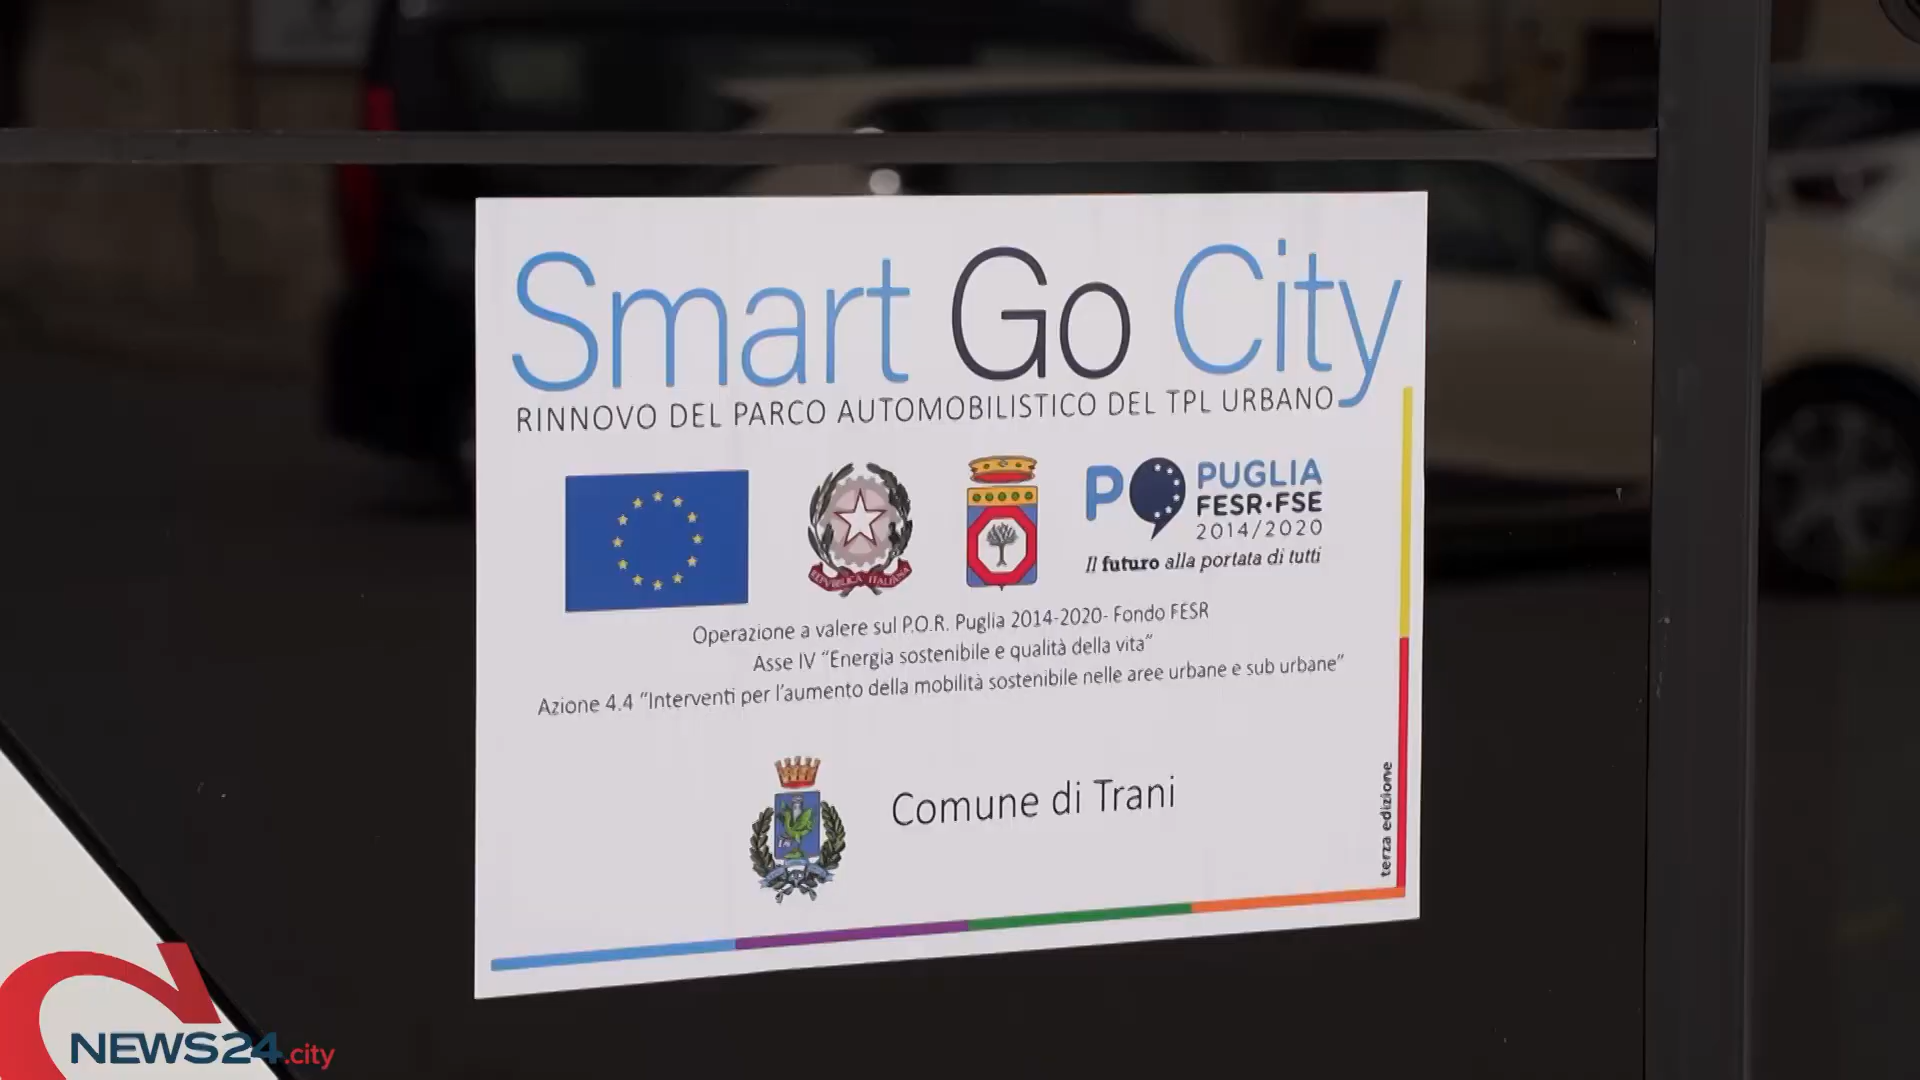 Smart Go City
RINNOVO DEL PARCO AUTOMOBILISTICO DEL TPL URBANO
REPVBBLICA ITALIANA
PO PUGLIA
FESR•FSE
2014/2020
Il futuro alla portata di tutti
Operazione a valere sul P.O.R. Puglia 2014-2020- Fondo FESR
Asse IV “Energia sostenibile e qualità della vita”
Azione 4.4 “Interventi per l’aumento della mobilità sostenibile nelle aree urbane e sub urbane”
Comune di Trani
terza edizione
NEWS24.city